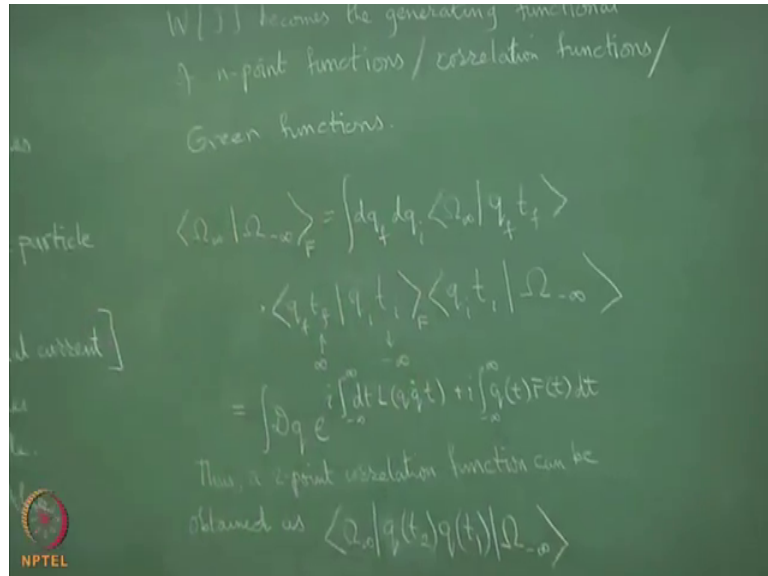 W[J] becomes the generating functional
of n-point functions/correlation functions/
Green functions.
particle
current]
⟨Ω∞|Ω-∞⟩F = ∫dqf dqi ⟨Ω∞|qf tf⟩
·⟨qf tf|qi ti⟩F⟨qi ti|Ω-∞⟩
∞ -∞
= ∫Dq e^{i∫_{-∞}^{∞}dt L(q q̇ t) + i∫_{-∞}^{∞}q(t)F(t)dt}
Thus, a 2-point correlation function can be
obtained as ⟨Ω∞|q(t2)q(t1)|Ω-∞⟩
NPTEL